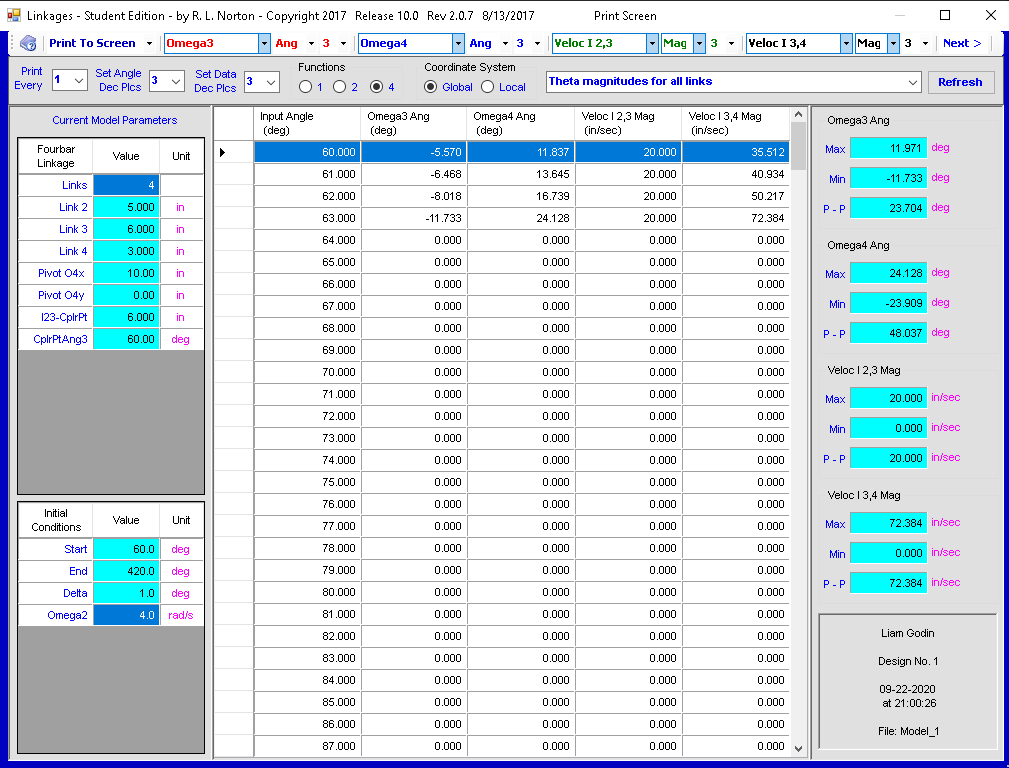 Linkages - Student Edition - by R. L. Norton - Copyright 2017 Release 10.0 Rev 2.0.7 8/13/2017 Print Screen
Print To Screen Omega3 Ang 3 Omega4 Ang 3 Veloc I 2,3 Mag 3 Veloc I 3,4 Mag 3 Next >
Print Every 1 Set Angle Dec Plcs 3 Set Data Dec Plcs 3
Functions
1 2 4
Coordinate System
Global Local
Theta magnitudes for all links
Refresh
Current Model Parameters
Fourbar Linkage Value Unit
Links 4
Link 2 5.000 in
Link 3 6.000 in
Link 4 3.000 in
Pivot O4x 10.00 in
Pivot O4y 0.00 in
I23-CplrPt 6.000 in
CplrPtAng3 60.00 deg
Initial Conditions Value Unit
Start 60.0 deg
End 420.0 deg
Delta 1.0 deg
Omega2 4.0 rad/s
Input Angle (deg) Omega3 Ang (deg) Omega4 Ang (deg) Veloc I 2,3 Mag (in/sec) Veloc I 3,4 Mag (in/sec)
60.000 -5.570 11.837 20.000 35.512
61.000 -6.468 13.645 20.000 40.934
62.000 -8.018 16.739 20.000 50.217
63.000 -11.733 24.128 20.000 72.384
64.000 0.000 0.000 0.000 0.000
65.000 0.000 0.000 0.000 0.000
66.000 0.000 0.000 0.000 0.000
67.000 0.000 0.000 0.000 0.000
68.000 0.000 0.000 0.000 0.000
69.000 0.000 0.000 0.000 0.000
70.000 0.000 0.000 0.000 0.000
71.000 0.000 0.000 0.000 0.000
72.000 0.000 0.000 0.000 0.000
73.000 0.000 0.000 0.000 0.000
74.000 0.000 0.000 0.000 0.000
75.000 0.000 0.000 0.000 0.000
76.000 0.000 0.000 0.000 0.000
77.000 0.000 0.000 0.000 0.000
78.000 0.000 0.000 0.000 0.000
79.000 0.000 0.000 0.000 0.000
80.000 0.000 0.000 0.000 0.000
81.000 0.000 0.000 0.000 0.000
82.000 0.000 0.000 0.000 0.000
83.000 0.000 0.000 0.000 0.000
84.000 0.000 0.000 0.000 0.000
85.000 0.000 0.000 0.000 0.000
86.000 0.000 0.000 0.000 0.000
87.000 0.000 0.000 0.000 0.000
Omega3 Ang
Max 11.971 deg
Min -11.733 deg
P - P 23.704 deg
Omega4 Ang
Max 24.128 deg
Min -23.909 deg
P - P 48.037 deg
Veloc I 2,3 Mag
Max 20.000 in/sec
Min 0.000 in/sec
P - P 20.000 in/sec
Veloc I 3,4 Mag
Max 72.384 in/sec
Min 0.000 in/sec
P - P 72.384 in/sec
Liam Godin
Design No. 1
09-22-2020
at 21:00:26
File: Model_1